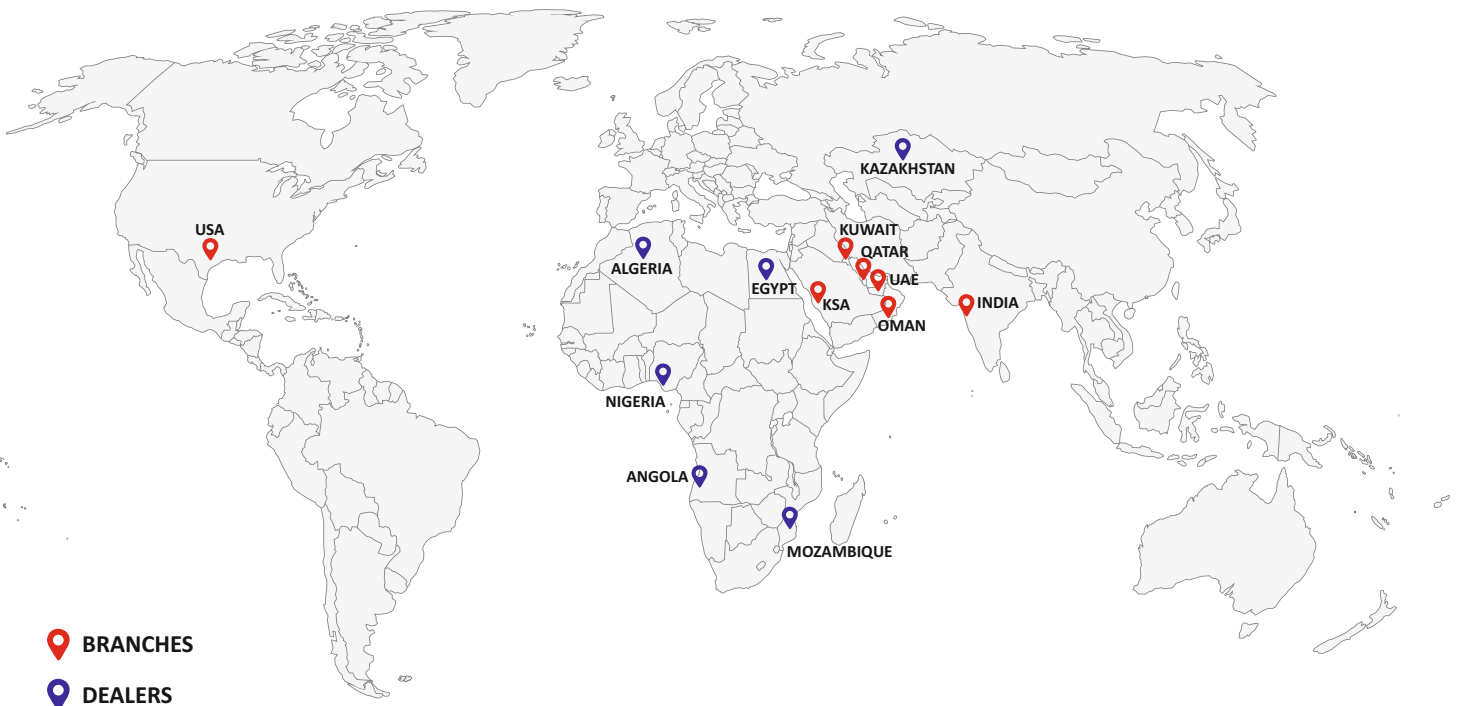 KAZAKHSTAN
USA
KUWAIT
QATAR
ALGERIA
EGYPT
UAE
KSA
INDIA
OMAN
NIGERIA
ANGOLA
MOZAMBIQUE
BRANCHES
DEALERS